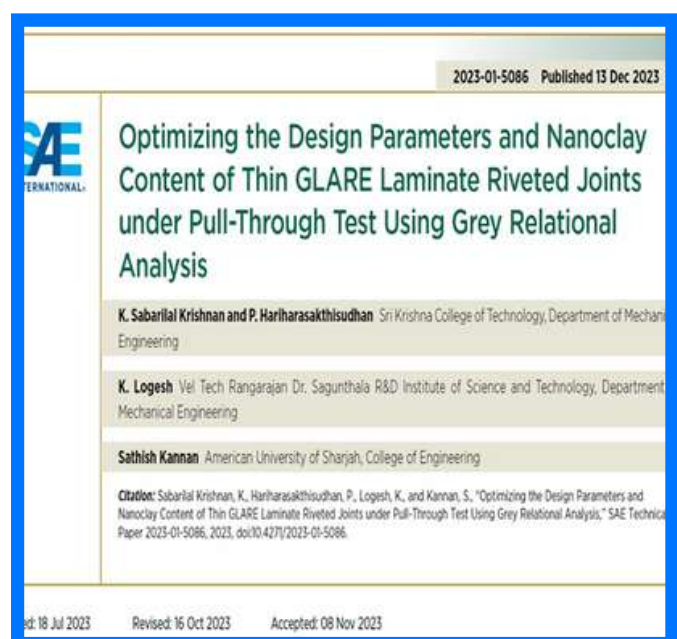 2023-01-5086 Published 13 Dec 2023
SAE
Optimizing the Design Parameters and Nanoclay
Content of Thin GLARE Laminate Riveted Joints
under Pull-Through Test Using Grey Relational
Analysis
K. Sabarilal Krishnan and P. Hariharasakthisudhan Sri Krishna College of Technology, Department of Mechani
Engineering
K. Logesh Vel Tech Rangarajan Dr. Sagunthala R&D Institute of Science and Technology, Department
Mechanical Engineering
Sathish Kannan American University of Sharjah, College of Engineering
Citation: Sabarilal Krishnan, K., Hariharasakthisudhan, P., Logesh, K., and Kannan, S., "Optimizing the Design Parameters and
Nanoclay Content of Thin GLARE Laminate Riveted Joints under Pull-Through Test Using Grey Relational Analysis," SAE Technica
Paper 2023-01-5086, 2023, doi:10.4271/2023-01-5086.
ed: 18 Jul 2023 Revised: 16 Oct 2023 Accepted: 08 Nov 2023